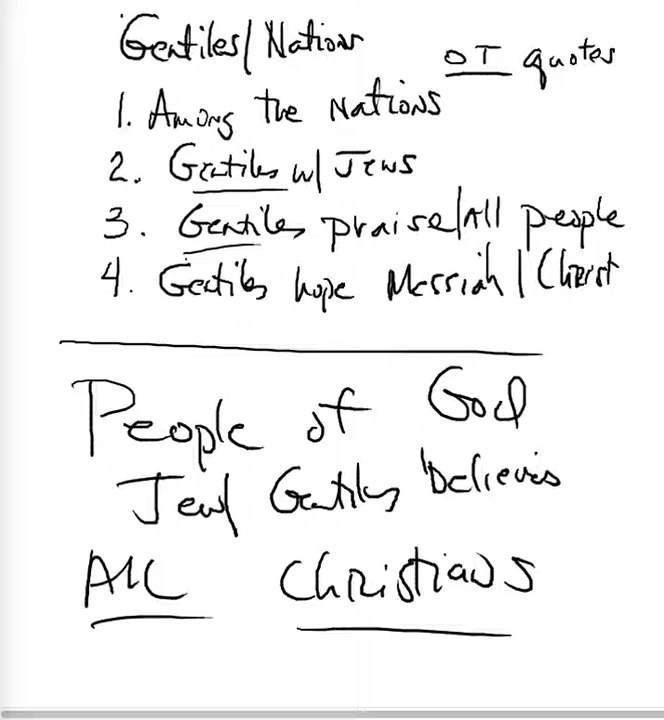 Gentiles/Nations
OT quotes
1. Among the Nations
2. Gentiles w/ Jews
3. Gentiles praise/All people
4. Gentiles hope Messiah/Christ
People of God
Jew/Gentiles believers
All Christians